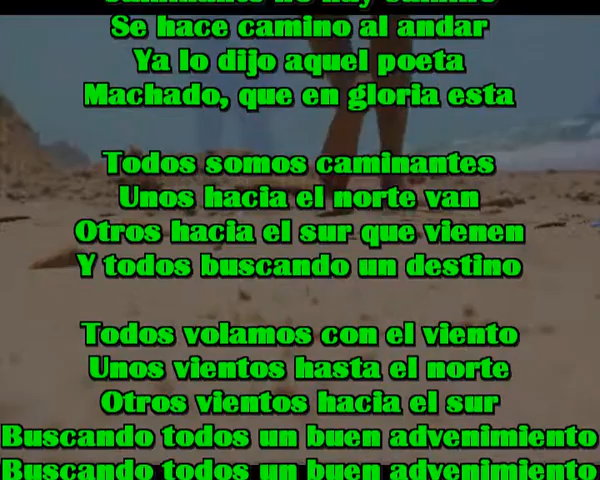 Caminante no hay camino
Se hace camino al andar
Ya lo dijo aquel poeta
Machado, que en gloria esta
Todos somos caminantes
Unos hacia el norte van
Otros hacia el sur que vienen
Y todos buscando un destino
Todos volamos con el viento
Unos vientos hasta el norte
Otros vientos hacia el sur
Buscando todos un buen advenimiento
Buscando todos un buen advenimiento